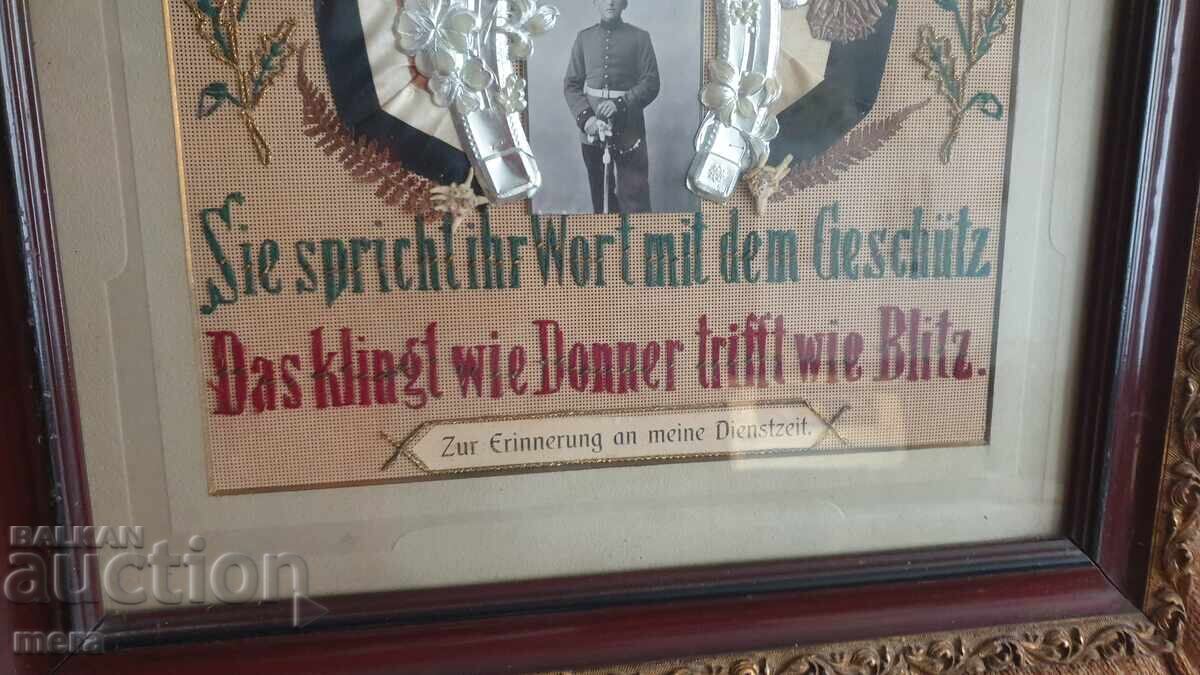 Sie spricht ihr Wort mit dem Geschütz
Das klingt wie Donner trifft wie Blitz.
Zur Erinnerung an meine Dienstzeit.
BALKAN
auction
mera